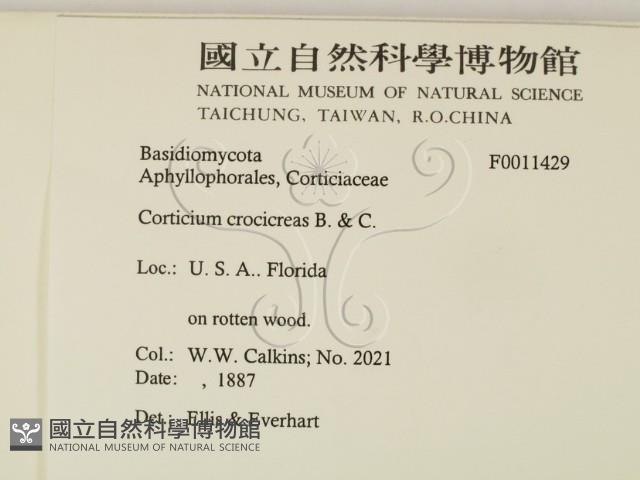 國立自然科學博物館
NATIONAL MUSEUM OF NATURAL SCIENCE
TAICHUNG, TAIWAN, R.O.CHINA
Basidiomycota F0011429
Aphyllophorales, Corticiaceae
Corticium crocicreas B. & C.
Loc.: U. S. A.. Florida
on rotten wood.
Col.: W.W. Calkins; No. 2021
Date: , 1887
Det.: Ellis & Everhart
國立自然科學博物館
NATIONAL MUSEUM OF NATURAL SCIENCE